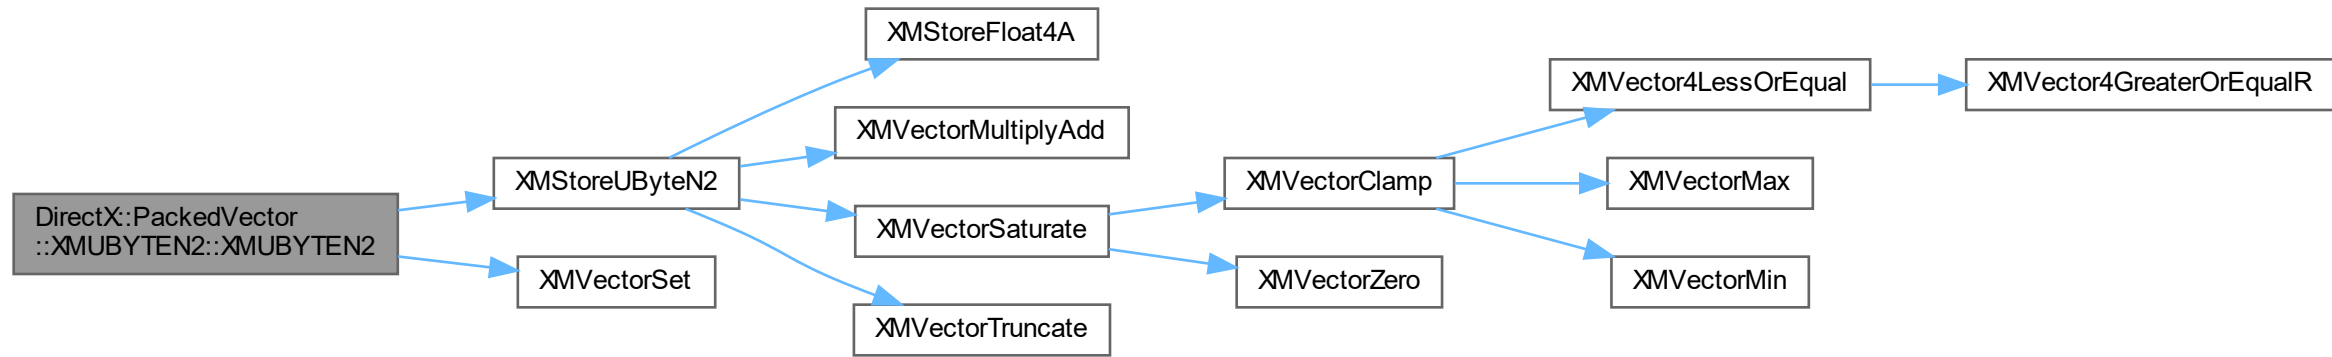 DirectX::PackedVector
::XMUBYTEN2::XMUBYTEN2
XMStoreUByteN2
XMVectorSet
XMStoreFloat4A
XMVectorMultiplyAdd
XMVectorSaturate
XMVectorTruncate
XMVectorClamp
XMVectorZero
XMVector4LessOrEqual
XMVectorMax
XMVectorMin
XMVector4GreaterOrEqualR